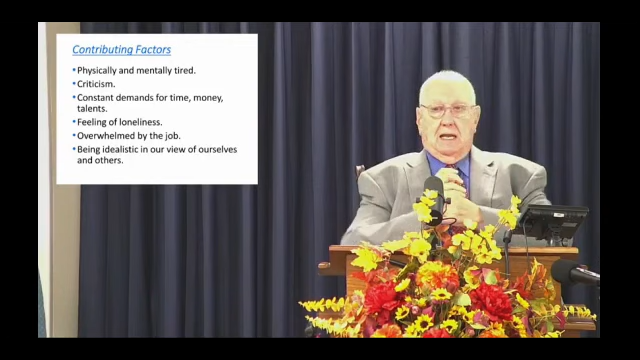 Contributing Factors
•Physically and mentally tired.
•Criticism.
•Constant demands for time, money,
talents.
•Feeling of loneliness.
•Overwhelmed by the job.
•Being idealistic in our view of ourselves
and others.